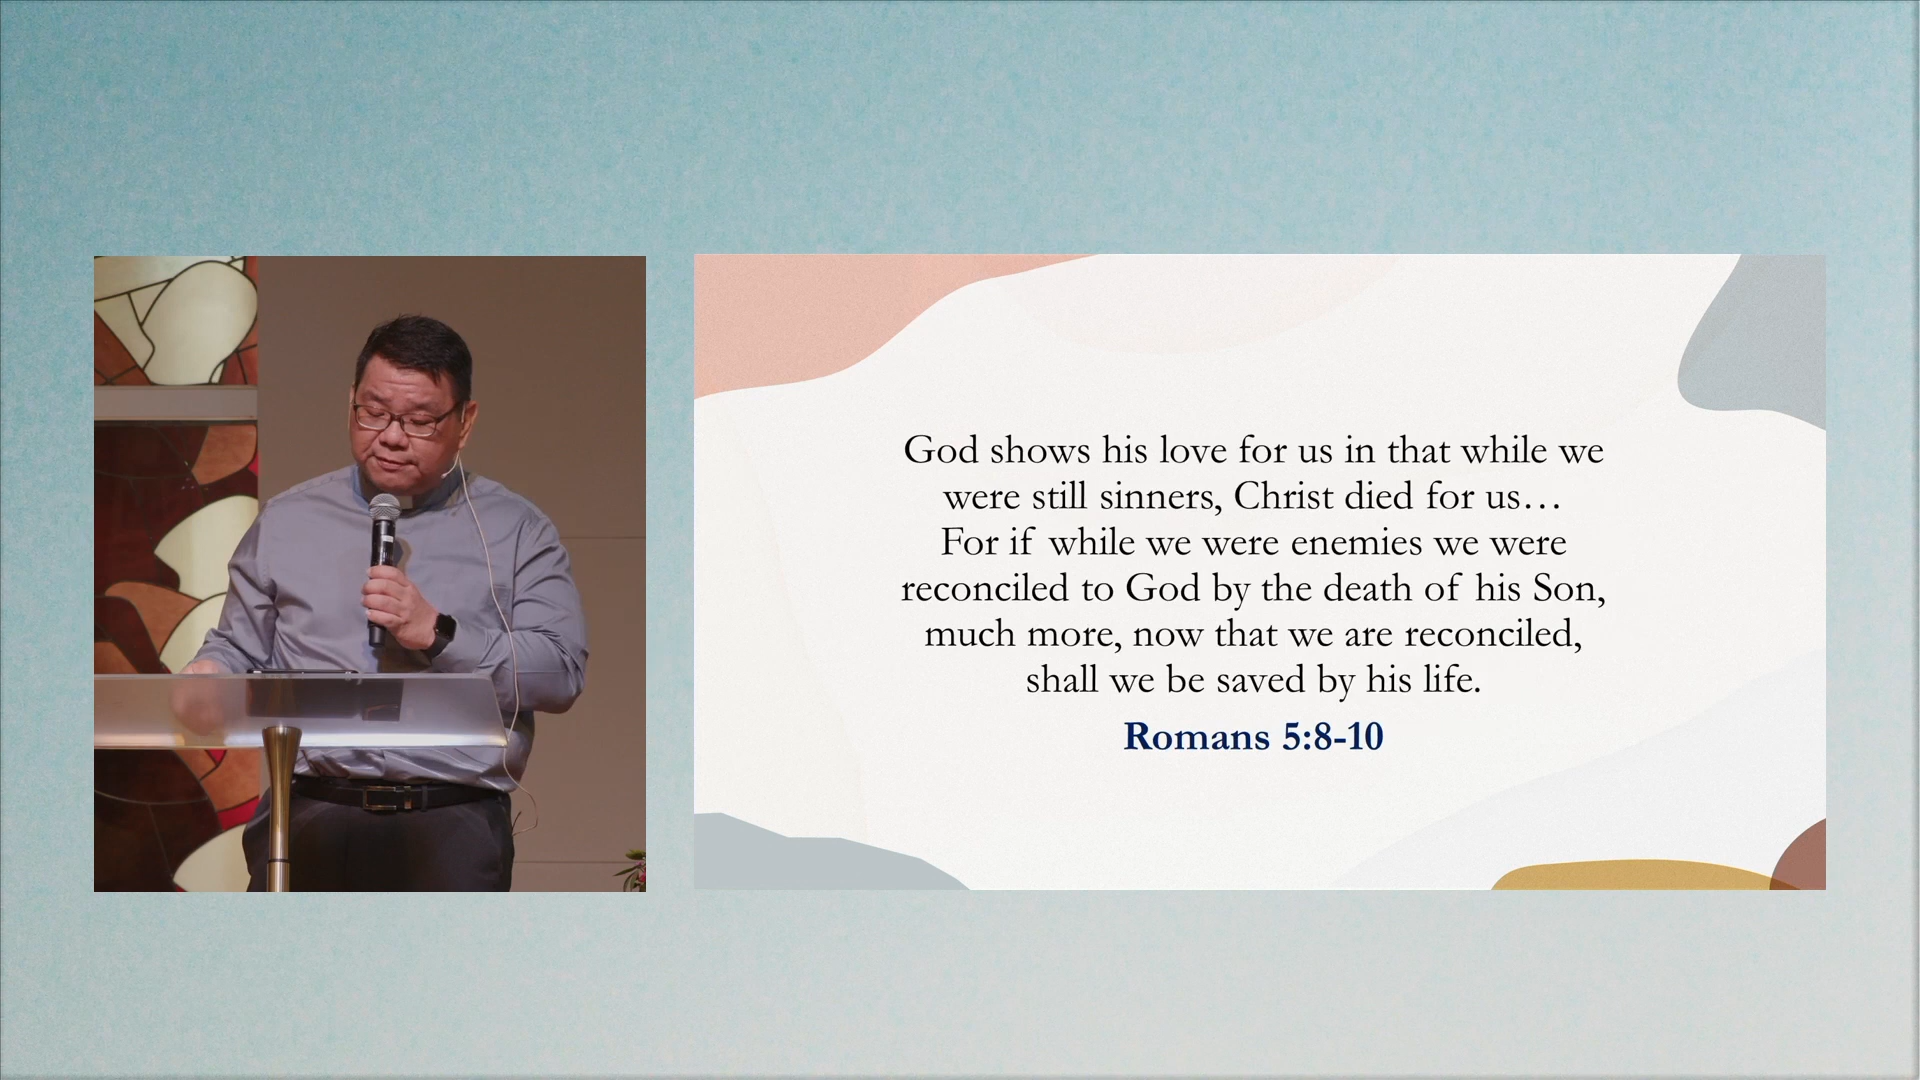 God shows his love for us in that while we
were still sinners, Christ died for us…
For if while we were enemies we were
reconciled to God by the death of his Son,
much more, now that we are reconciled,
shall we be saved by his life.
Romans 5:8-10